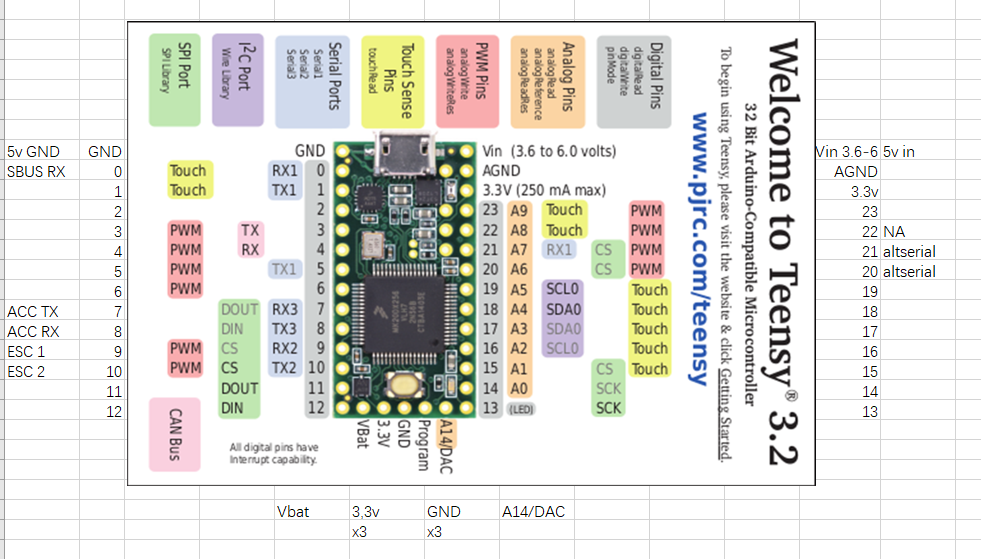 SPI Port
SPI Library
I²C Port
Wire Library
Serial Ports
Serial1
Serial2
Serial3
Touch Sense
Pins
touchRead
PWM Pins
analogWrite
analogWriteRes
Analog Pins
analogRead
analogReference
analogReadRes
Digital Pins
digitalRead
digitalWrite
pinMode
Welcome to Teensy® 3.2
32 Bit Arduino-Compatible Microcontroller
To begin using Teensy, please visit the website & click Getting Started.
www.pjrc.com/teensy
5v GND GND
SBUS RX 0
1
2
3
4
5
6
ACC TX 7
ACC RX 8
ESC 1 9
ESC 2 10
11
12
GND
Touch RX1 0
Touch TX1 1
2
PWM TX 3
PWM RX 4
PWM TX1 5
PWM 6
DOUT RX3 7
DIN TX3 8
PWM CS RX2 9
PWM CS TX2 10
DOUT 11
DIN 12
CAN Bus
All digital pins have
Interrupt capability.
VBat
3.3V
GND
Program
A14/DAC
Vin (3.6 to 6.0 volts)
AGND
3.3V (250 mA max)
23 A9 Touch PWM
22 A8 Touch PWM
21 A7 RX1 CS PWM
20 A6 CS PWM
19 A5 SCL0 Touch
18 A4 SDA0 Touch
17 A3 SDA0 Touch
16 A2 SCL0 Touch
15 A1 CS Touch
14 A0 SCK
13 (LED) SCK
Vin 3.6-6 5v in
AGND
3.3v
23
22 NA
21 altserial
20 altserial
19
18
17
16
15
14
13
Vbat 3,3v GND A14/DAC
x3 x3